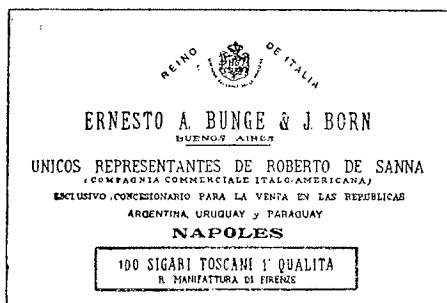 REINO DE ITALIA
ERNESTO A. BUNGE & J. BORN
BUENOS AIRES
UNICOS REPRESENTANTES DE ROBERTO DE SANNA
(COMPAGNIA COMMERCIALE ITALO-AMERICANA)
ESCLUSIVO CONCESIONARIO PARA LA VENTA EN LAS REPUBLICAS
ARGENTINA, URUGUAY y PARAGUAY
NAPOLES
100 SIGARI TOSCANI 1ª QUALITA
R. MANIFATTURA DI FIRENZE